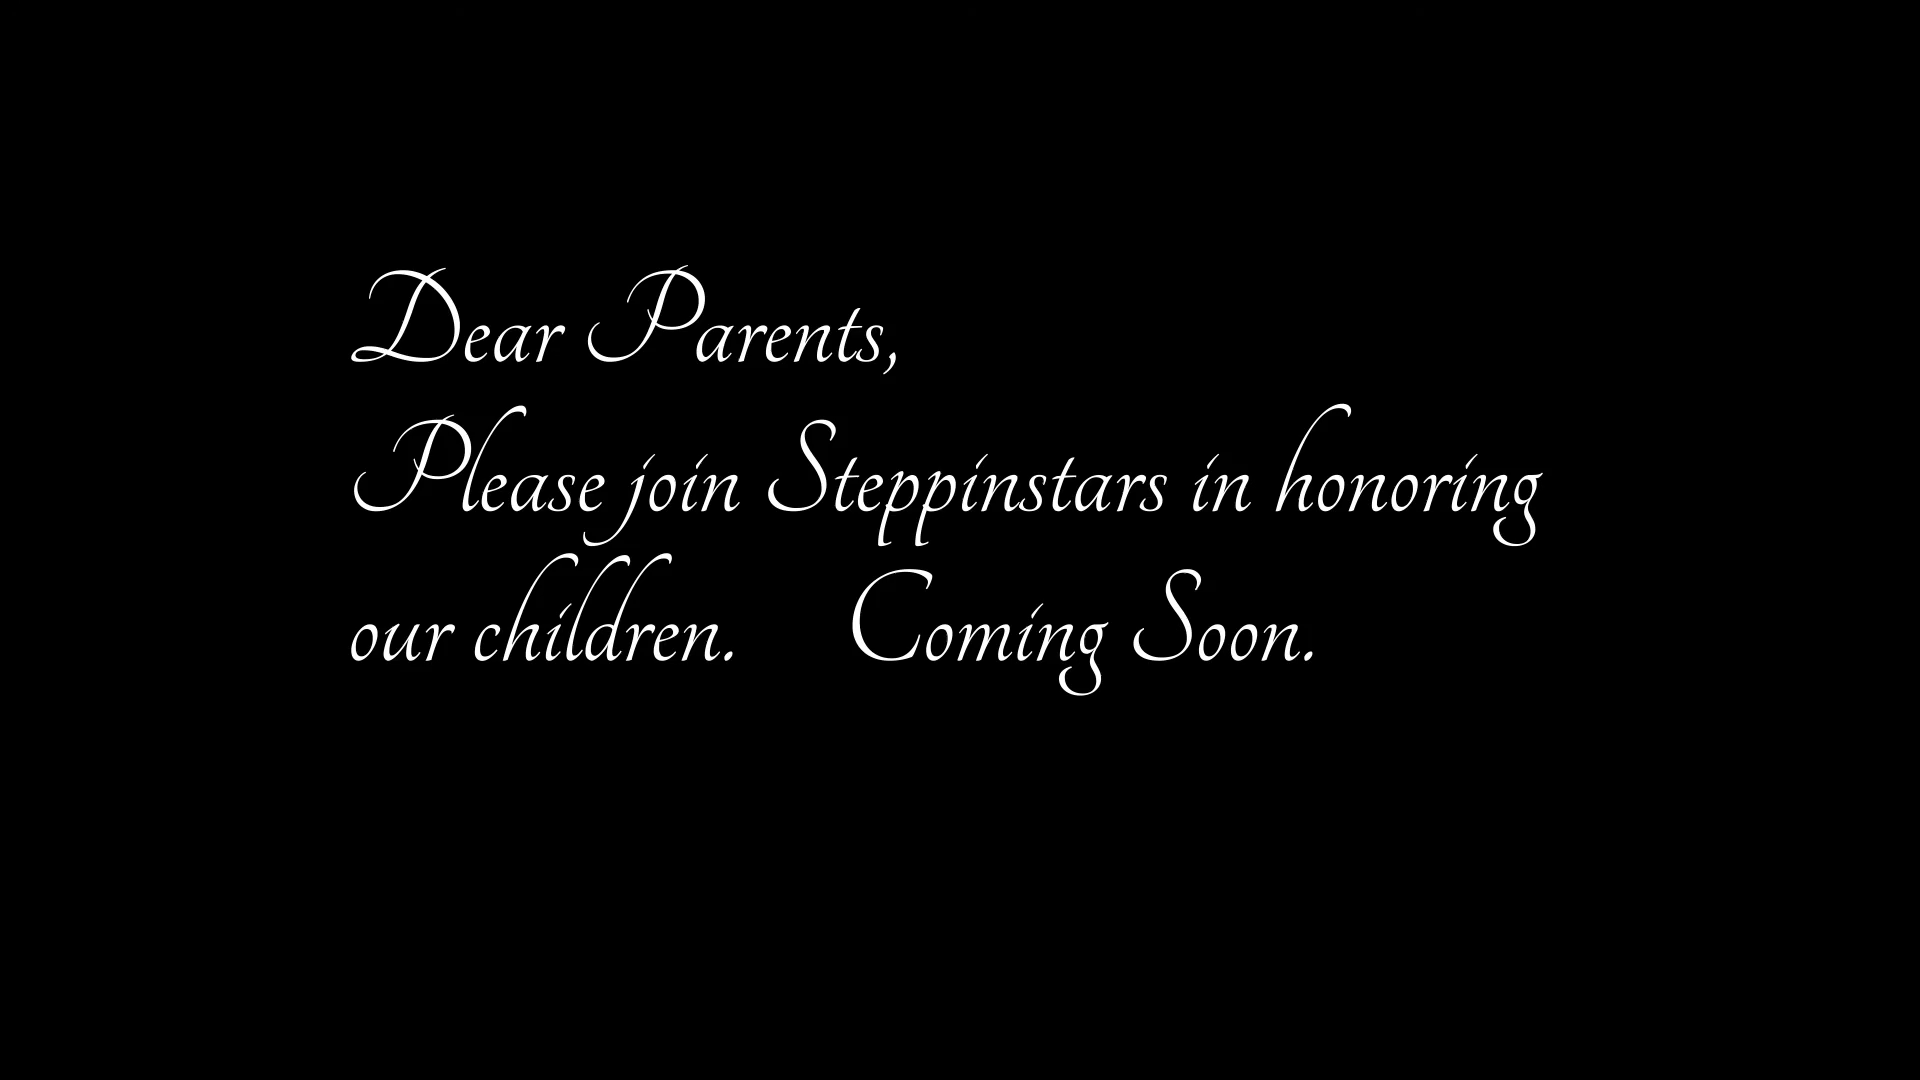 Dear Parents,
Please join Steppinstars in honoring
our children. Coming Soon.